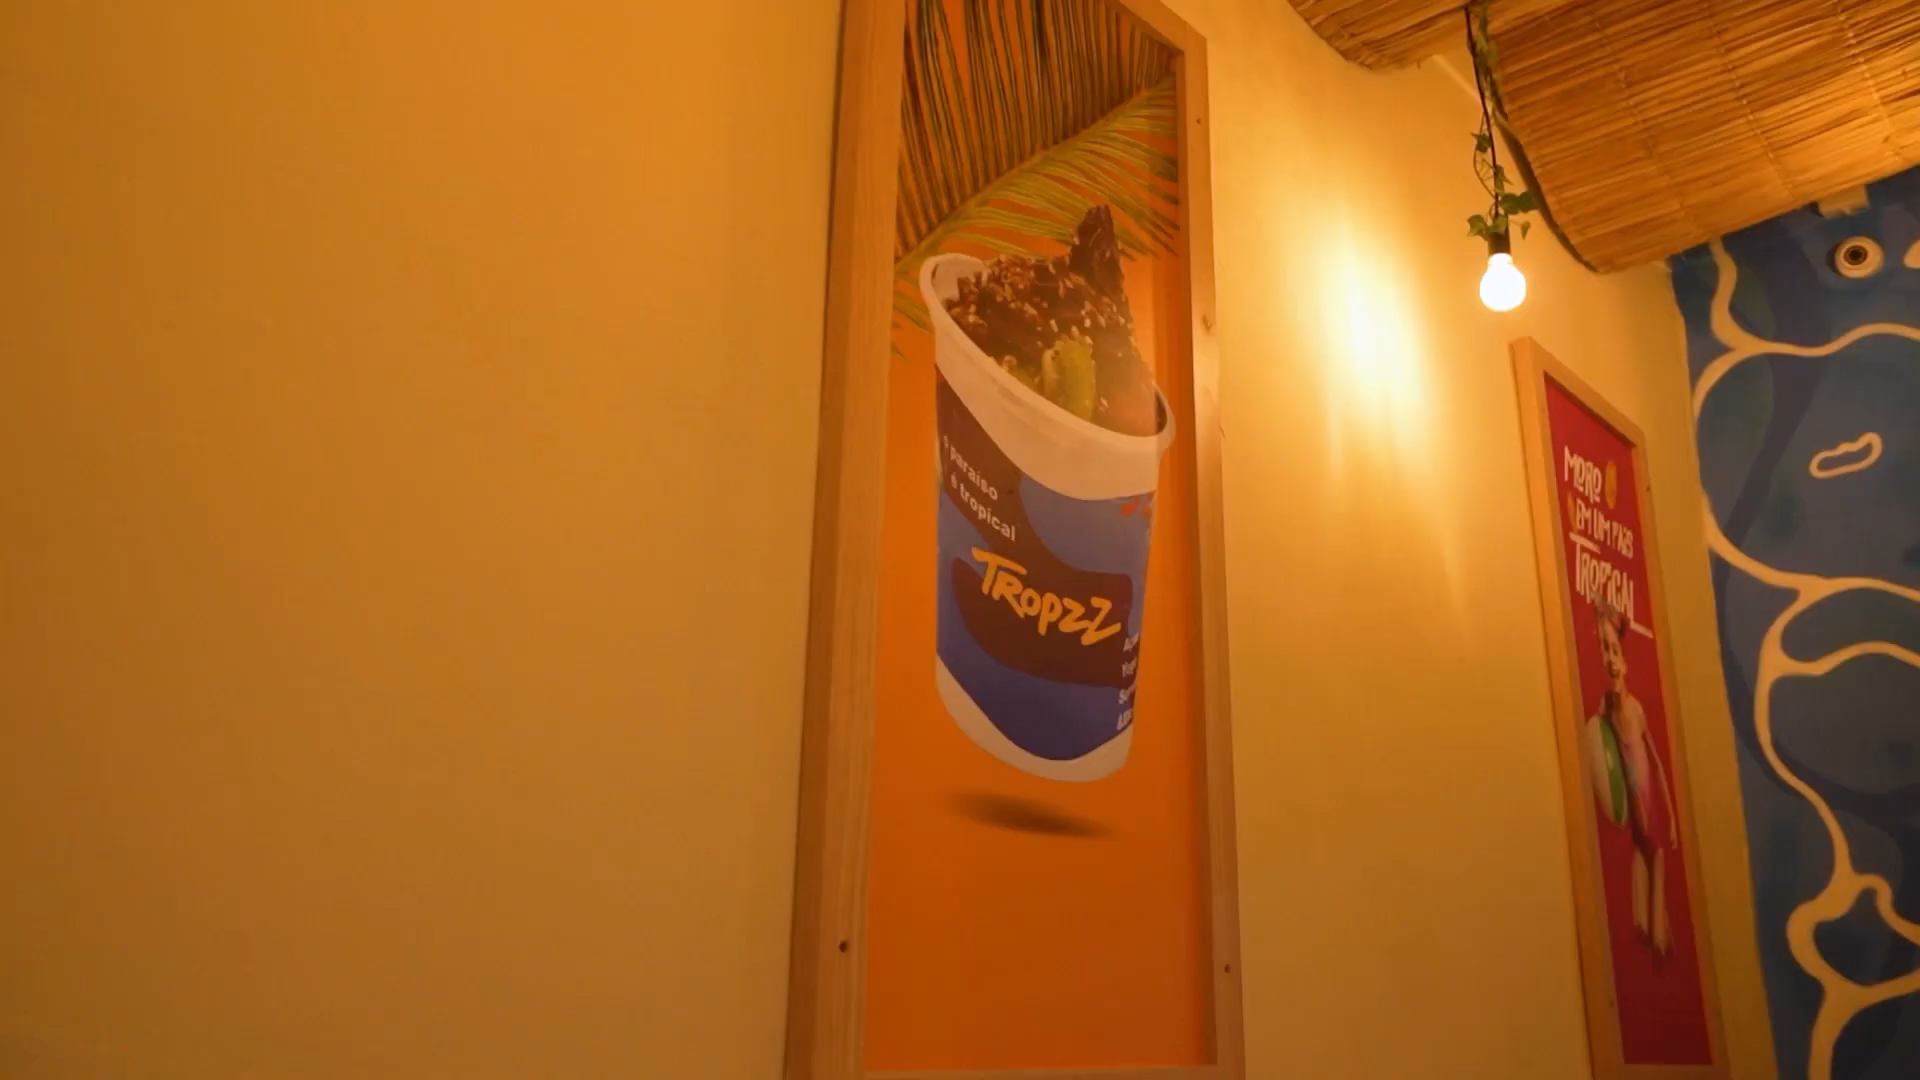 o paraíso
é tropical
TROPZZ
MORO
EM UM PAÍS
TROPICAL